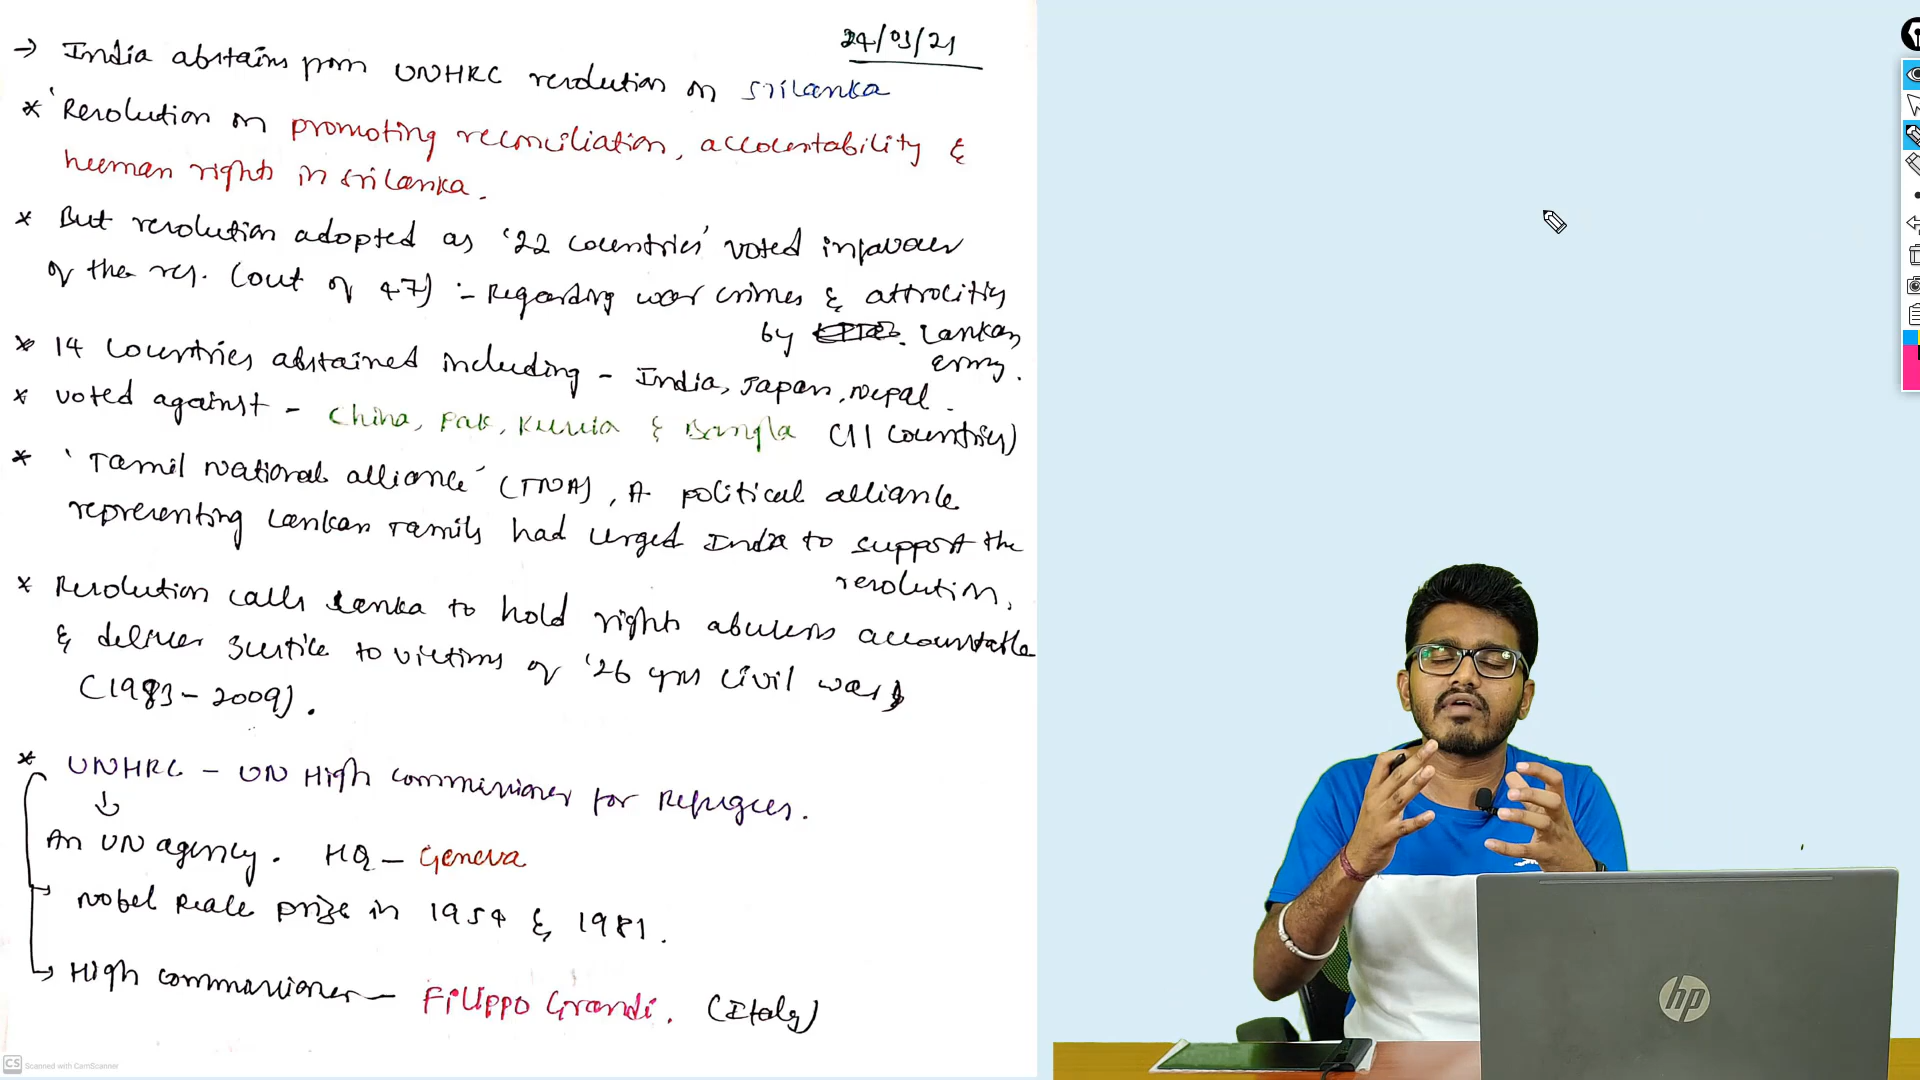 24/03/21
→ India abstains from UNHRC resolution on Srilanka
* 'Resolution on promoting reconciliation, accountability &
human rights in srilanka.
* But resolution adopted as '22 countries' voted infavour
of the res. (out of 47) :- Regarding war crimes & attrocities
by Lankan
army.
* 14 countries abstained including - India, Japan, Nepal.
* voted against - China, Pak, Russia & Bangla (11 countries)
* 'Tamil National alliance' (TNA), A political alliance
representing Lankan Tamils had urged India to support the
resolution.
* Resolution calls Lanka to hold rights abusers accountable
& deliver Justice to victims of '26 yrs civil war'
(1983-2009).
* UNHRC - UN High commissioner for Refugees.
An UN agency. HQ - Geneva
→ Nobel Peace prize in 1954 & 1981.
→ High commissioner - Filippo Grandi. (Italy)
CS Scanned with CamScanner
hp